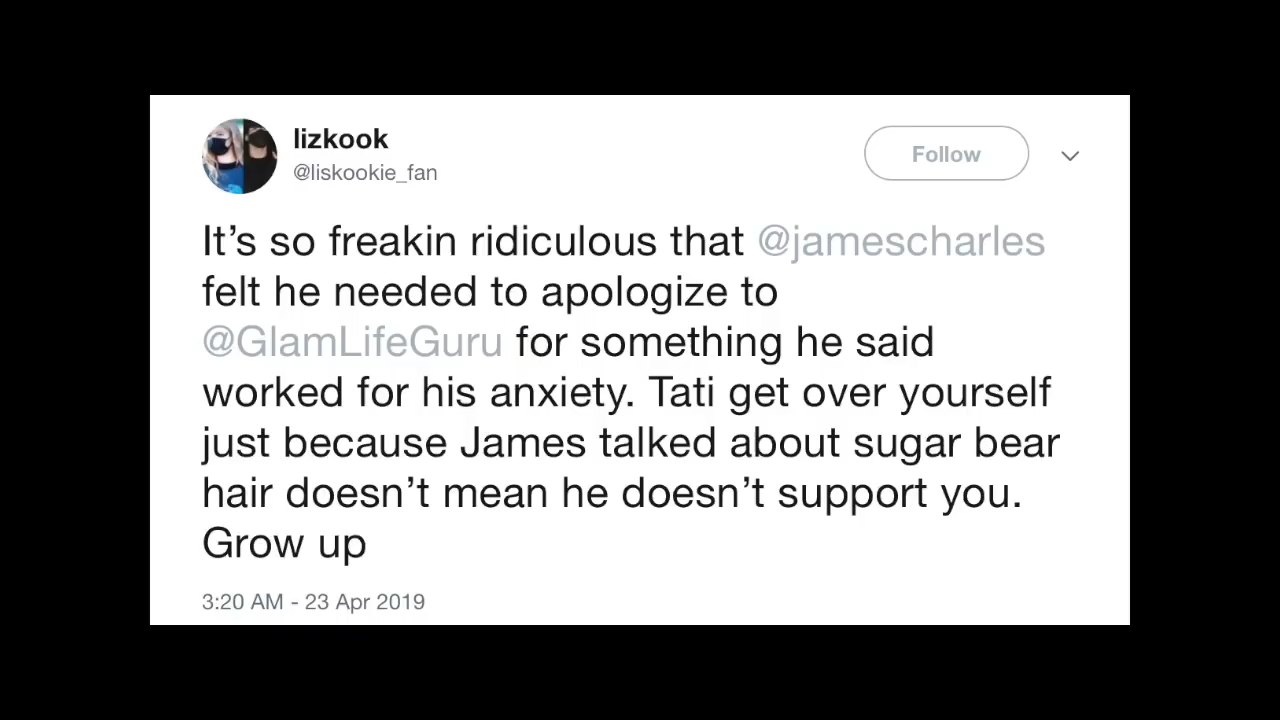 lizkook
@liskookie_fan
Follow
It’s so freakin ridiculous that @jamescharles
felt he needed to apologize to
@GlamLifeGuru for something he said
worked for his anxiety. Tati get over yourself
just because James talked about sugar bear
hair doesn’t mean he doesn’t support you.
Grow up
3:20 AM - 23 Apr 2019